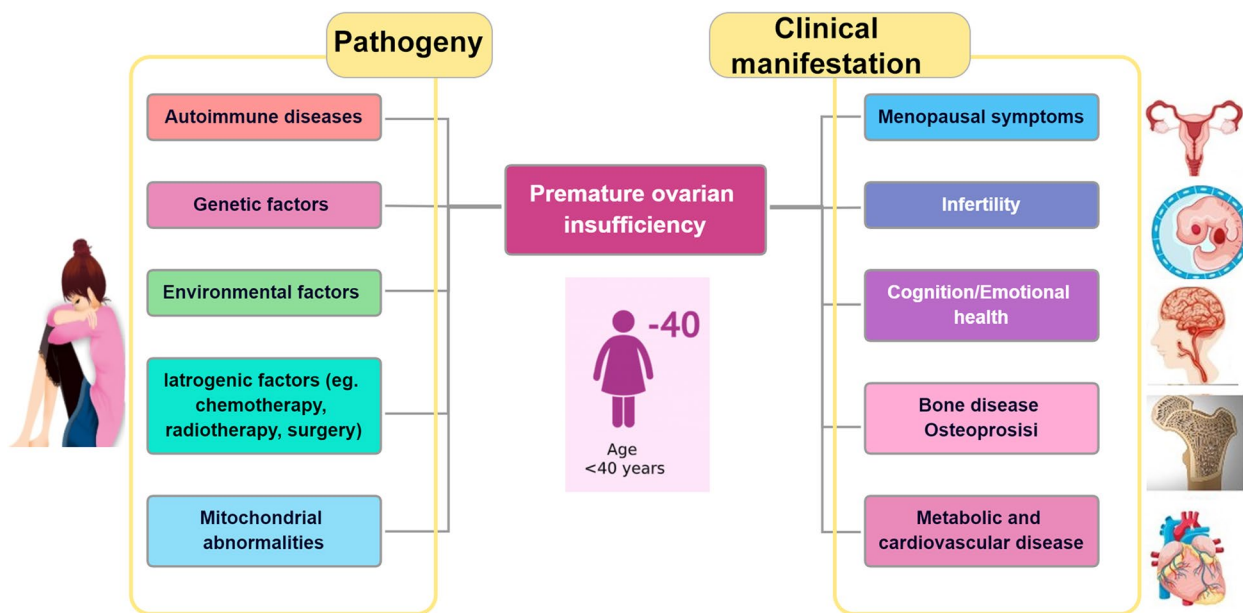 Pathogeny
Autoimmune diseases
Genetic factors
Environmental factors
Iatrogenic factors (eg.
chemotherapy,
radiotherapy, surgery)
Mitochondrial
abnormalities
Premature ovarian
insufficiency
-40
Age
<40 years
Clinical
manifestation
Menopausal symptoms
Infertility
Cognition/Emotional
health
Bone disease
Osteoprosisi
Metabolic and
cardiovascular disease